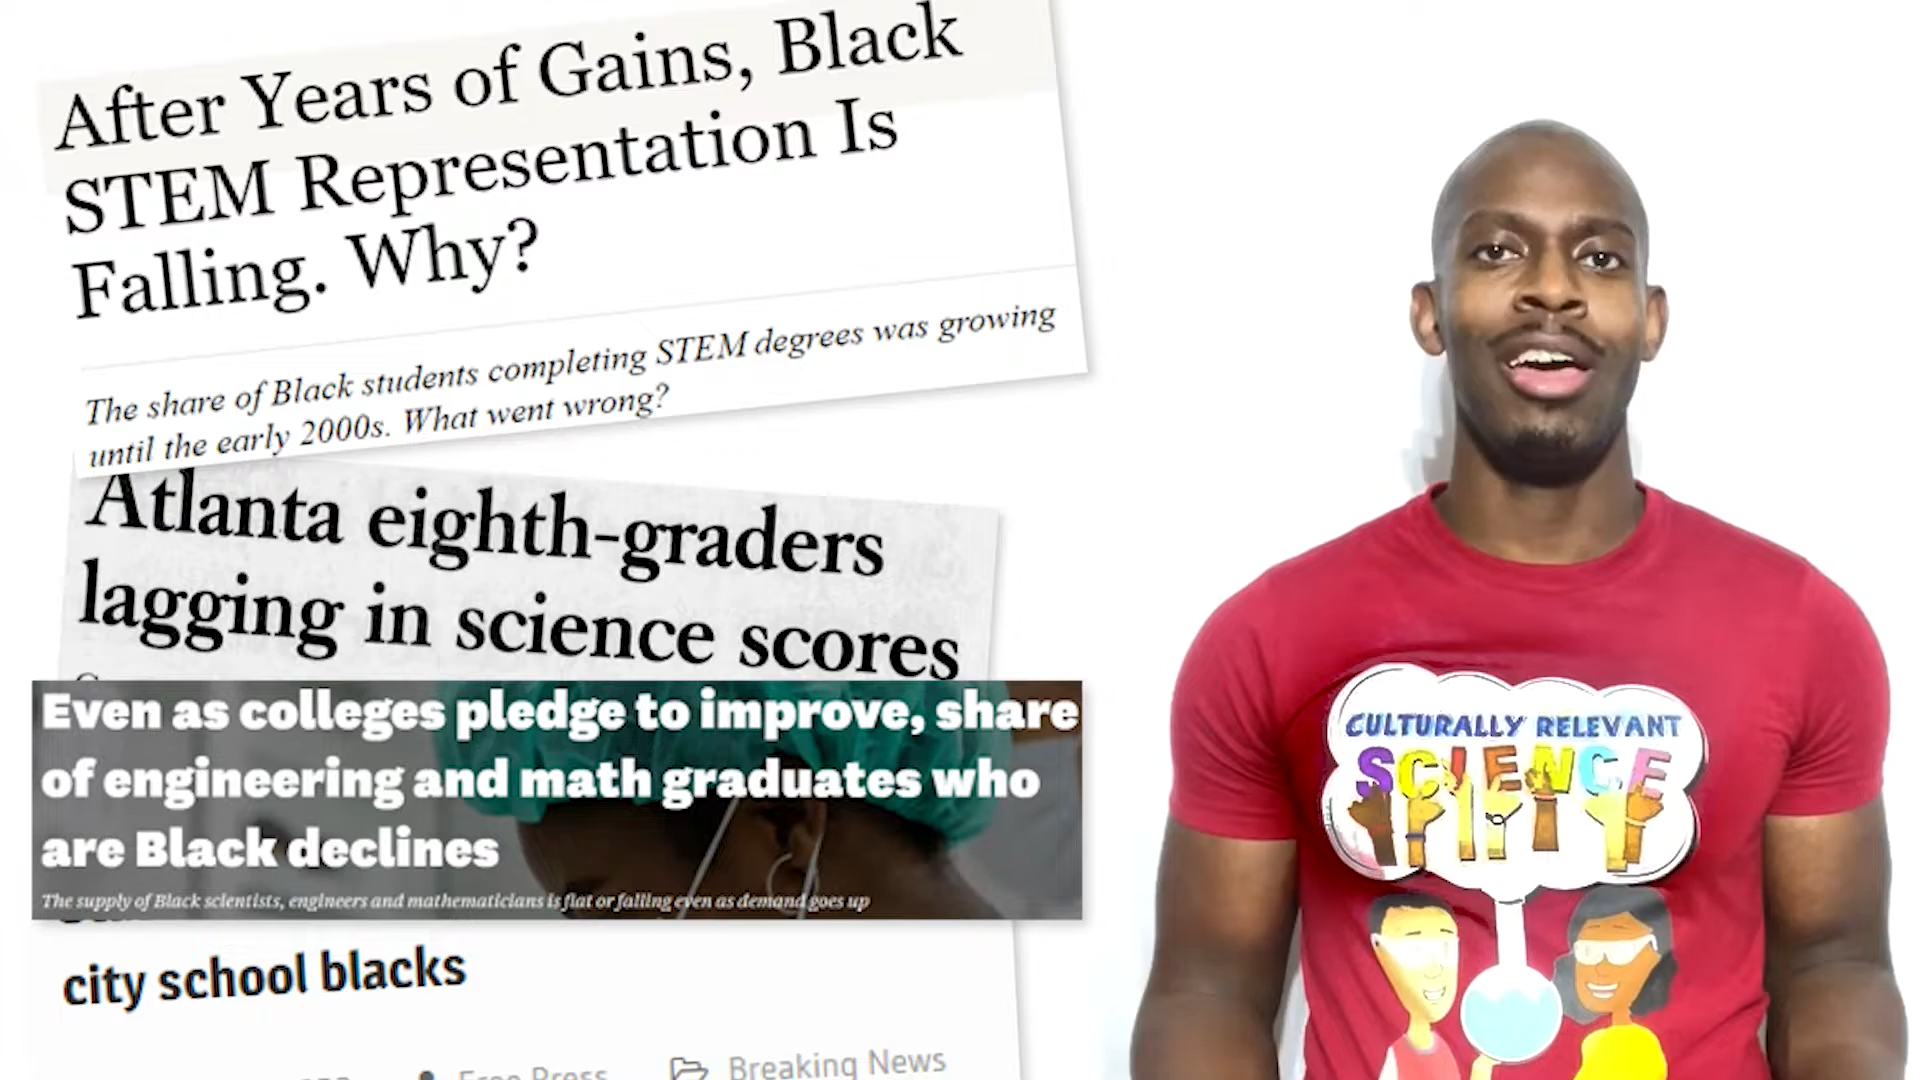 After Years of Gains, Black
STEM Representation Is
Falling. Why?
The share of Black students completing STEM degrees was growing
until the early 2000s. What went wrong?
Atlanta eighth-graders
lagging in science scores
Even as colleges pledge to improve, share
of engineering and math graduates who
are Black declines
The supply of Black scientists, engineers and mathematicians is flat or falling even as demand goes up
city school blacks
Free Press
Breaking News
CULTURALLY RELEVANT
SCIENCE